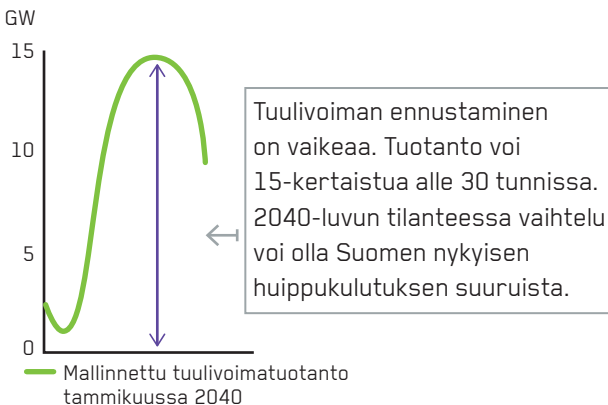 GW
15
10
5
0
Tuulivoiman ennustaminen
on vaikeaa. Tuotanto voi
15-kertaistua alle 30 tunnissa.
2040-luvun tilanteessa vaihtelu
voi olla Suomen nykyisen
huippukulutuksen suuruista.
Mallinnettu tuulivoimatuotanto
tammikuussa 2040